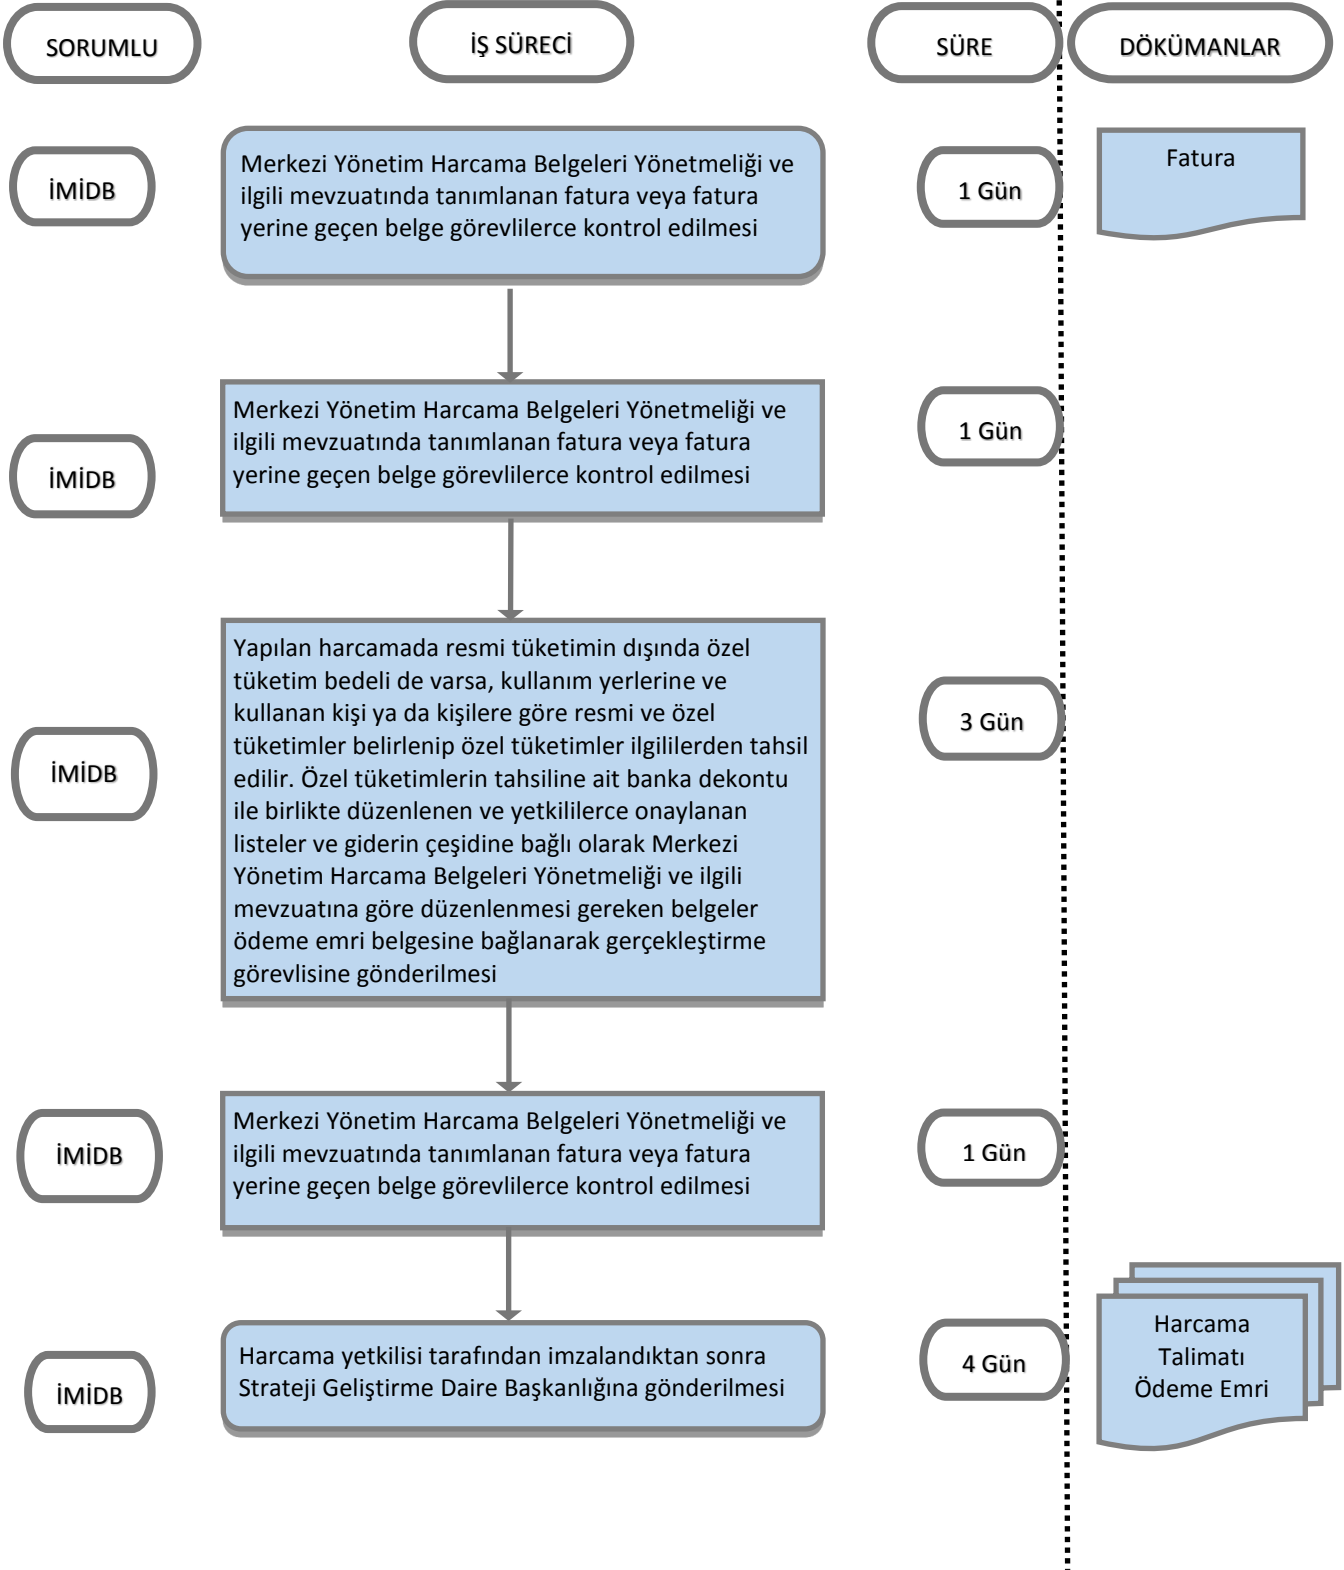 SORUMLU
İŞ SÜRECİ
SÜRE
DÖKÜMANLAR
İMİDB
Merkezi Yönetim Harcama Belgeleri Yönetmeliği ve
ilgili mevzuatında tanımlanan fatura veya fatura
yerine geçen belge görevlilerce kontrol edilmesi
1 Gün
Fatura
İMİDB
Merkezi Yönetim Harcama Belgeleri Yönetmeliği ve
ilgili mevzuatında tanımlanan fatura veya fatura
yerine geçen belge görevlilerce kontrol edilmesi
1 Gün
İMİDB
Yapılan harcamada resmi tüketimin dışında özel
tüketim bedeli de varsa, kullanım yerlerine ve
kullanan kişi ya da kişilere göre resmi ve özel
tüketimler belirlenip özel tüketimler ilgililerden tahsil
edilir. Özel tüketimlerin tahsiline ait banka dekontu
ile birlikte düzenlenen ve yetkililerce onaylanan
listeler ve giderin çeşidine bağlı olarak Merkezi
Yönetim Harcama Belgeleri Yönetmeliği ve ilgili
mevzuatına göre düzenlenmesi gereken belgeler
ödeme emri belgesine bağlanarak gerçekleştirme
görevlisine gönderilmesi
3 Gün
İMİDB
Merkezi Yönetim Harcama Belgeleri Yönetmeliği ve
ilgili mevzuatında tanımlanan fatura veya fatura
yerine geçen belge görevlilerce kontrol edilmesi
1 Gün
İMİDB
Harcama yetkilisi tarafından imzalandıktan sonra
Strateji Geliştirme Daire Başkanlığına gönderilmesi
4 Gün
Harcama
Talimatı
Ödeme Emri